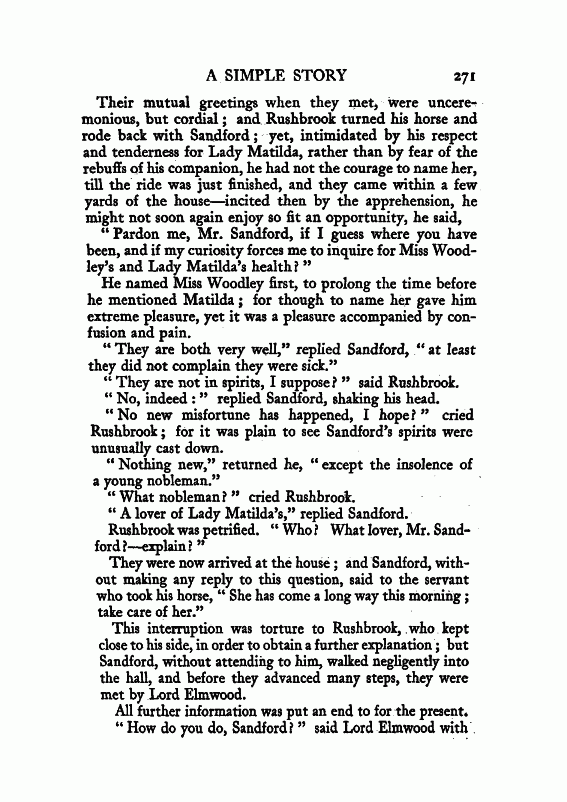 A SIMPLE STORY 271
Their mutual greetings when they met, were uncere-
monious, but cordial; and Rushbrook turned his horse and
rode back with Sandford; yet, intimidated by his respect
and tenderness for Lady Matilda, rather than by fear of the
rebuffs of his companion, he had not the courage to name her,
till the ride was just finished, and they came within a few
yards of the house—incited then by the apprehension, he
might not soon again enjoy so fit an opportunity, he said,
"Pardon me, Mr. Sandford, if I guess where you have
been, and if my curiosity forces me to inquire for Miss Wood-
ley's and Lady Matilda's health?"
He named Miss Woodley first, to prolong the time before
he mentioned Matilda; for though to name her gave him
extreme pleasure, yet it was a pleasure accompanied by con-
fusion and pain.
"They are both very well," replied Sandford, "at least
they did not complain they were sick."
"They are not in spirits, I suppose?" said Rushbrook.
"No, indeed:" replied Sandford, shaking his head.
"No new misfortune has happened, I hope?" cried
Rushbrook; for it was plain to see Sandford's spirits were
unusually cast down.
"Nothing new," returned he, "except the insolence of
a young nobleman."
"What nobleman?" cried Rushbrook.
"A lover of Lady Matilda's," replied Sandford.
Rushbrook was petrified. "Who? What lover, Mr. Sand-
ford?—explain?"
They were now arrived at the house; and Sandford, with-
out making any reply to this question, said to the servant
who took his horse, "She has come a long way this morning;
take care of her."
This interruption was torture to Rushbrook, who kept
close to his side, in order to obtain a further explanation; but
Sandford, without attending to him, walked negligently into
the hall, and before they advanced many steps, they were
met by Lord Elmwood.
All further information was put an end to for the present.
"How do you do, Sandford?" said Lord Elmwood with